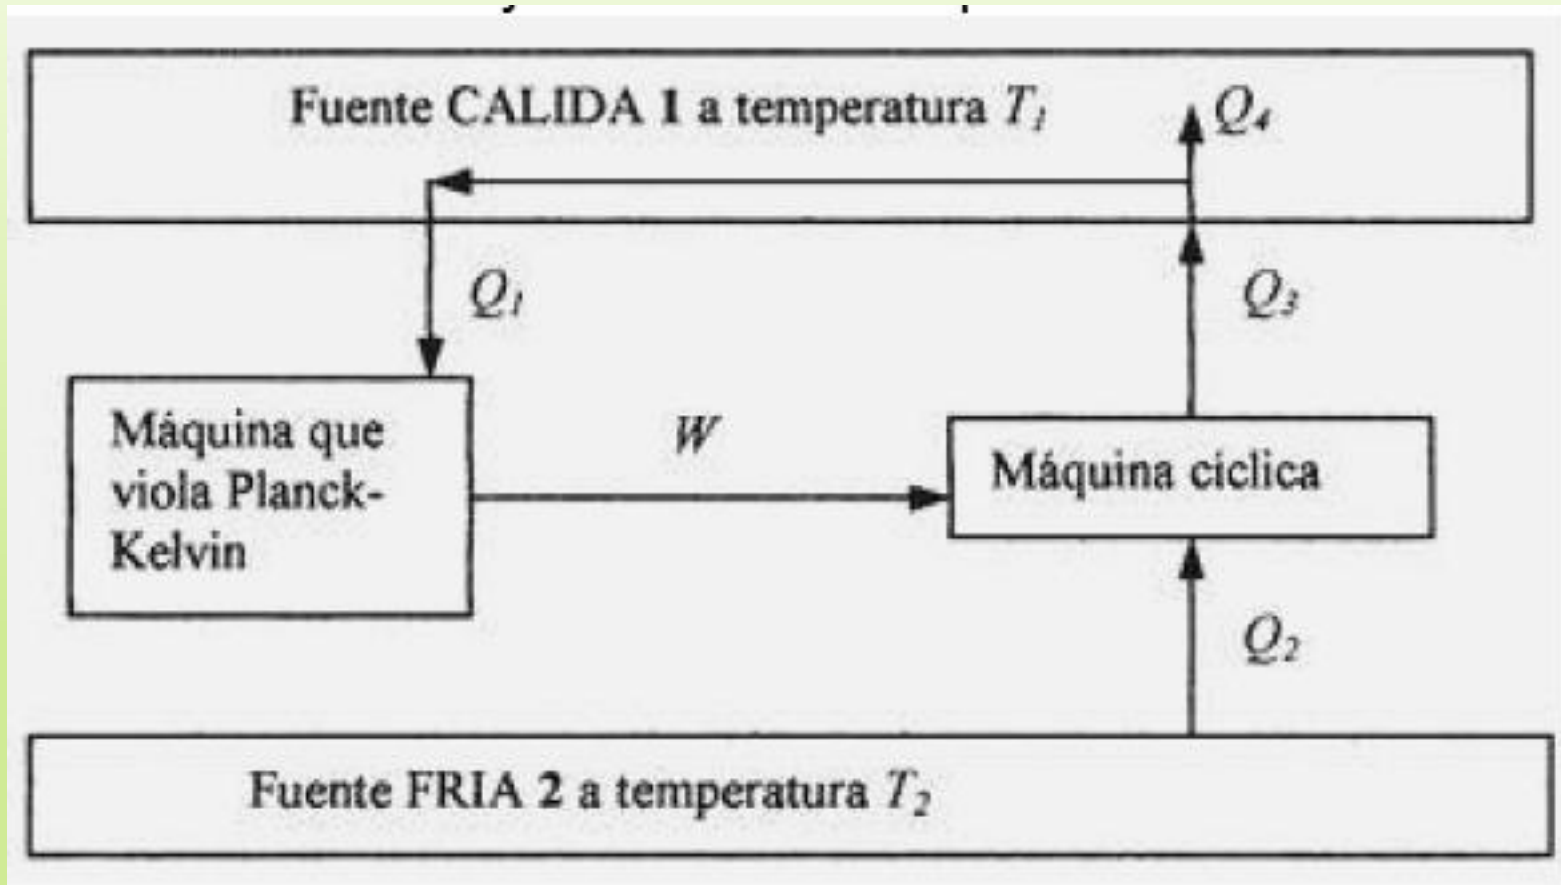 Fuente CALIDA 1 a temperatura T₁
Q₄
Q₁
Q₃
Máquina que
viola Planck-
Kelvin
W
Máquina cíclica
Q₂
Fuente FRIA 2 a temperatura T₂